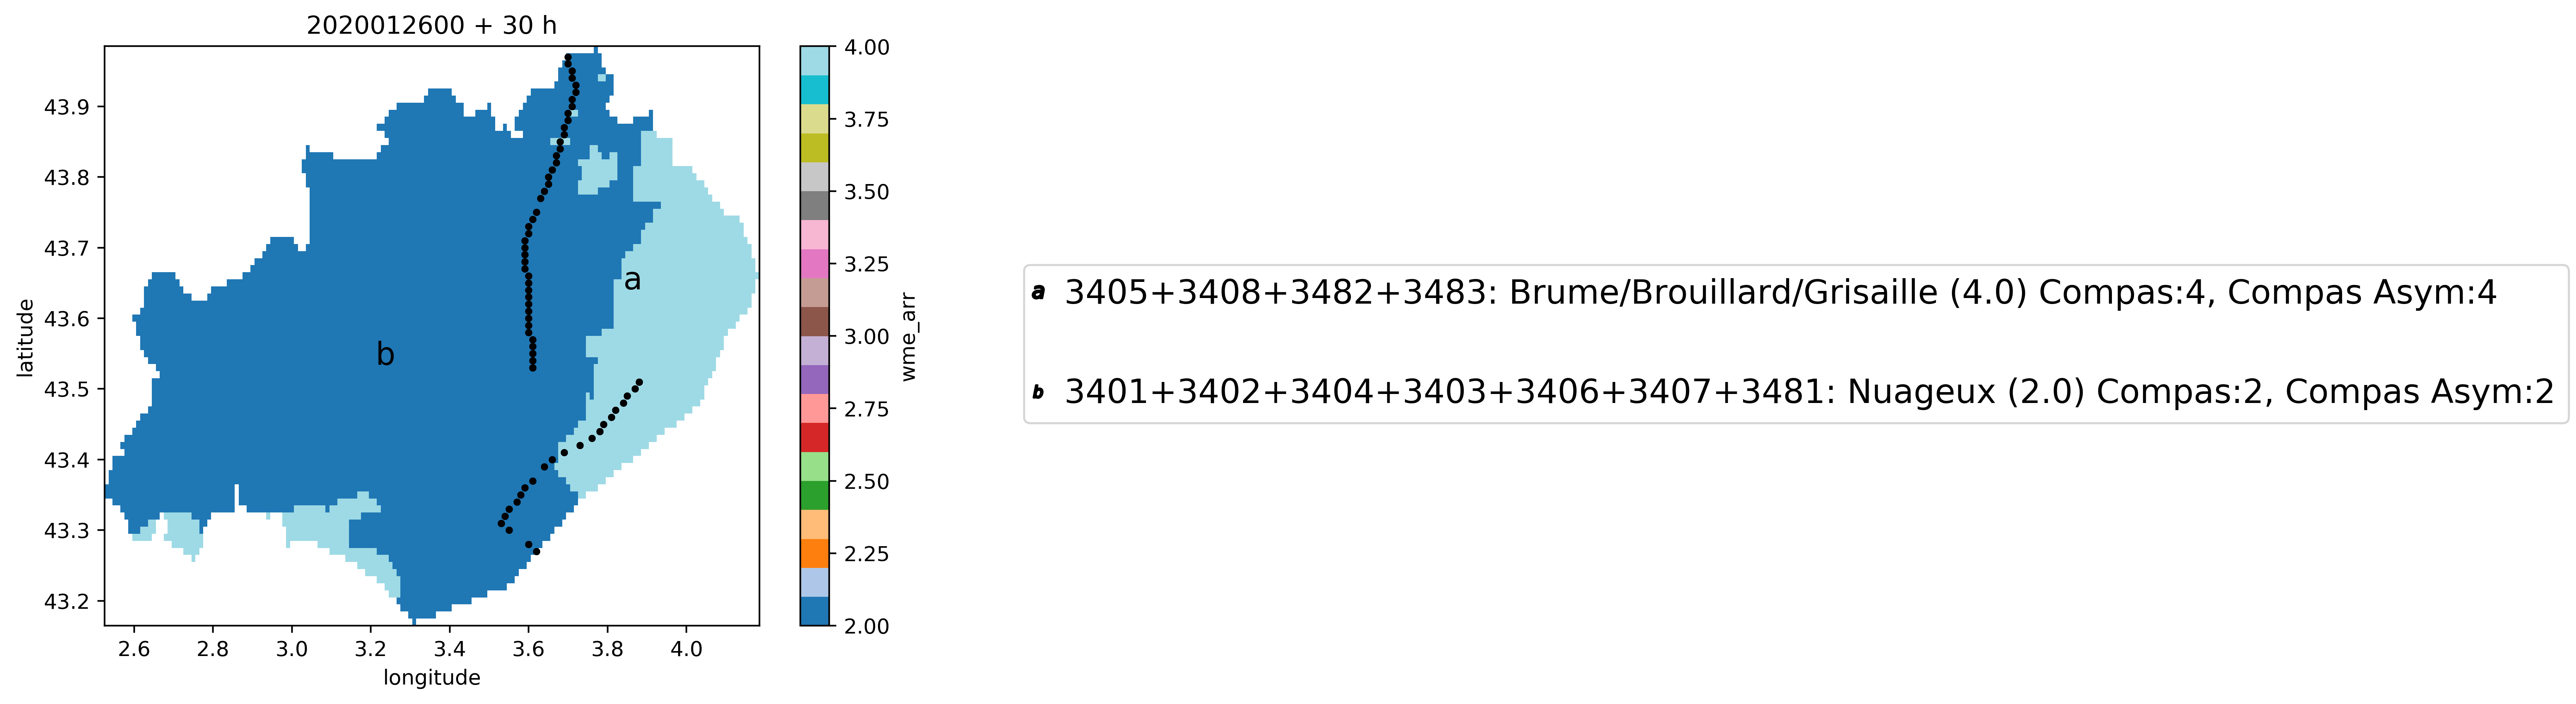 2020012600 + 30 h
43.9
43.8
43.7
43.6
43.5
43.4
43.3
43.2
latitude
a
b
2.6 2.8 3.0 3.2 3.4 3.6 3.8 4.0
longitude
4.00
3.75
3.50
3.25
3.00
2.75
2.50
2.25
2.00
wme_arr
a 3405+3408+3482+3483: Brume/Brouillard/Grisaille (4.0) Compas:4, Compas Asym:4
b 3401+3402+3404+3403+3406+3407+3481: Nuageux (2.0) Compas:2, Compas Asym:2